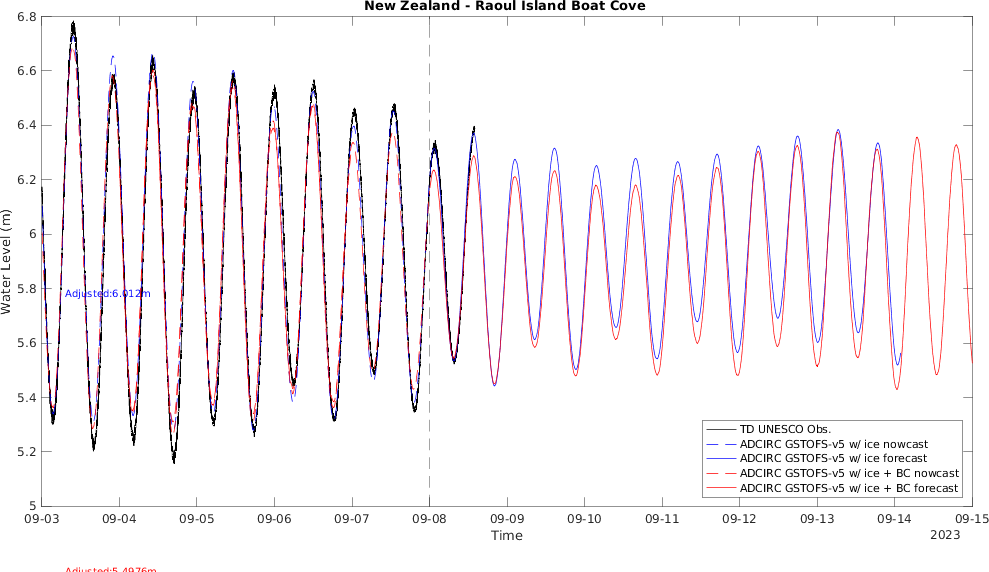 New Zealand - Raoul Island Boat Cove
Water Level (m)
6.8
6.6
6.4
6.2
6
5.8
5.6
5.4
5.2
5
Adjusted:6.012m
TD UNESCO Obs.
ADCIRC GSTOFS-v5 w/ ice nowcast
ADCIRC GSTOFS-v5 w/ ice forecast
ADCIRC GSTOFS-v5 w/ ice + BC nowcast
ADCIRC GSTOFS-v5 w/ ice + BC forecast
09-03 09-04 09-05 09-06 09-07 09-08 09-09 09-10 09-11 09-12 09-13 09-14 09-15
Time
2023
Adjusted:5.4976m